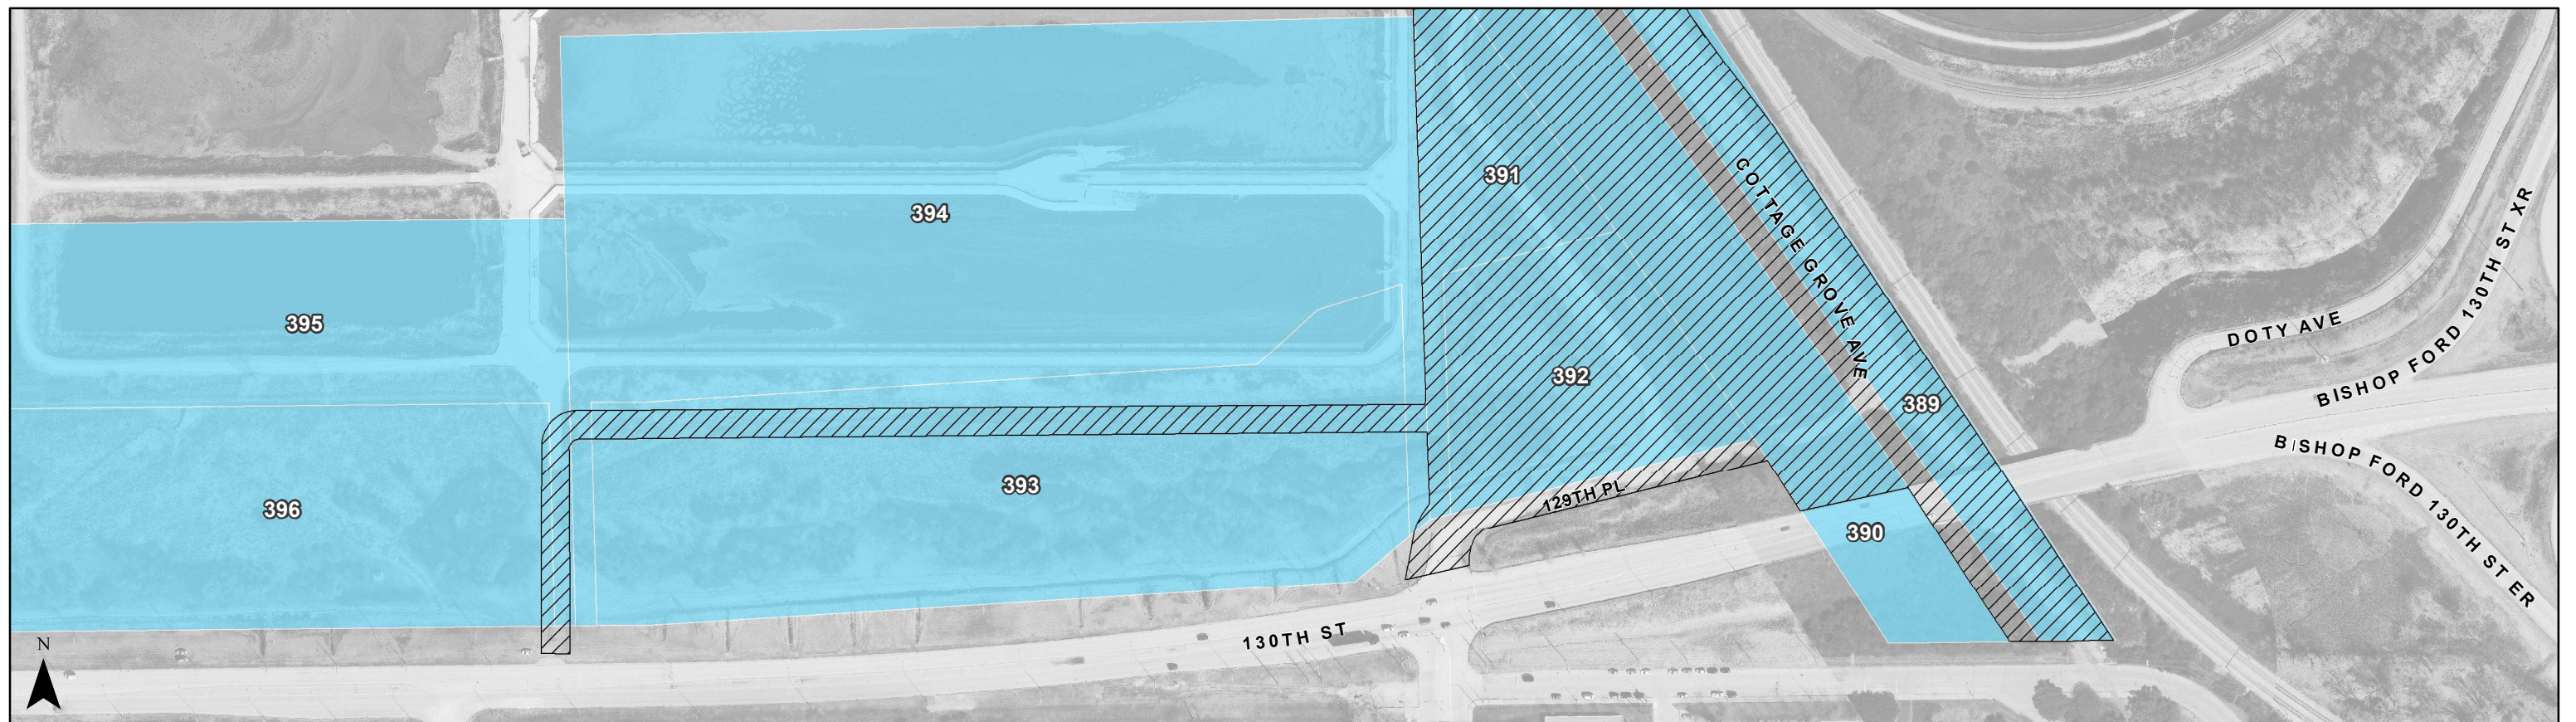 391
COTTAGE GROVE AVE
394
BISHOP FORD 130TH ST XR
395
DOTY AVE
392
389
BISHOP FORD 130TH ST ER
393
129TH PL
396
390
130TH ST
N